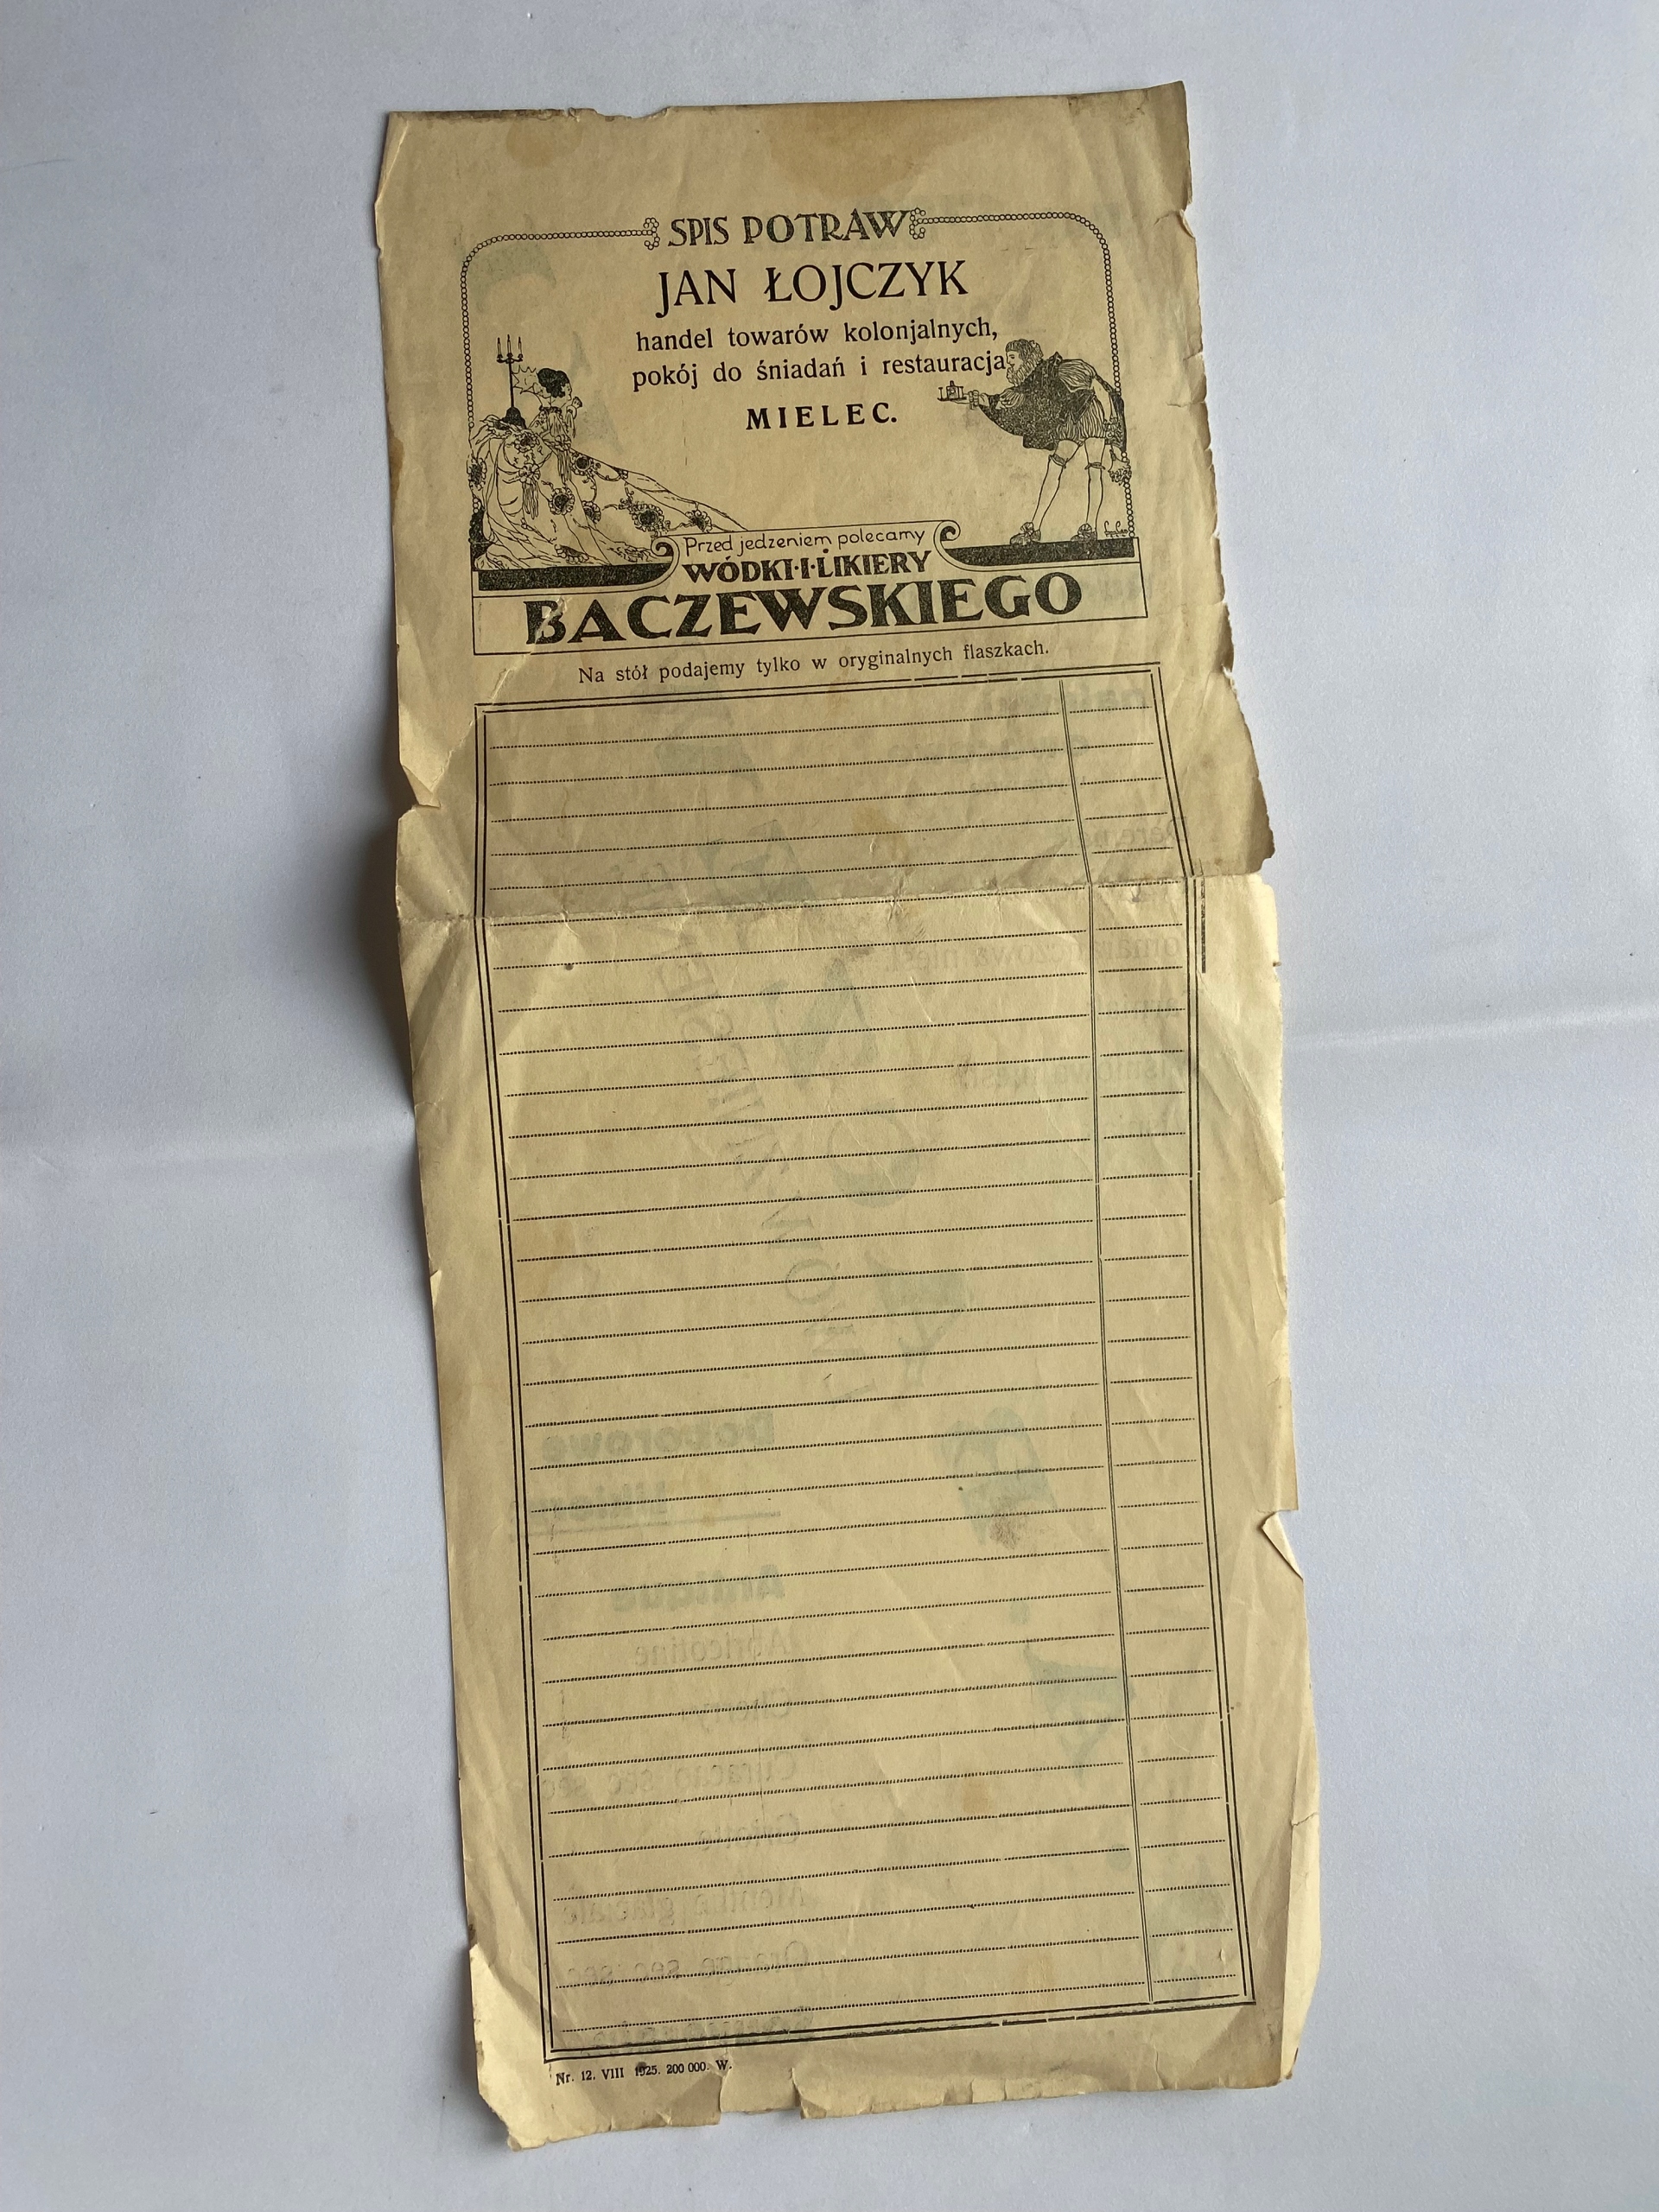 SPIS POTRAW
JAN ŁOJCZYK
handel towarów kolonjalnych,
pokój do śniadań i restauracja
MIELEC.
Przed jedzeniem polecamy
WÓDKI·I·LIKIERY
BACZEWSKIEGO
Na stół podajemy tylko w oryginalnych flaszkach.
Nr. 12. VIII 1925. 200 000. W.